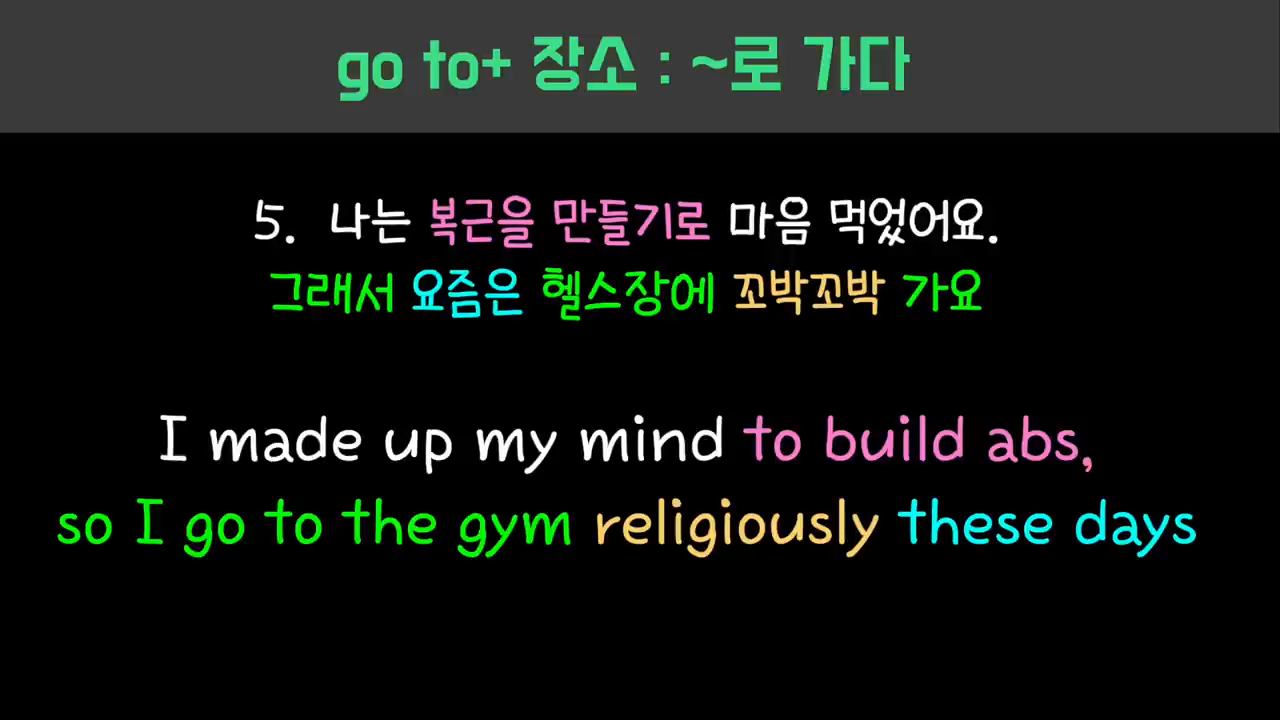 go to+ 장소 : ~로 가다
5. 나는 복근을 만들기로 마음 먹었어요.
그래서 요즘은 헬스장에 꼬박꼬박 가요
I made up my mind to build abs,
so I go to the gym religiously these days